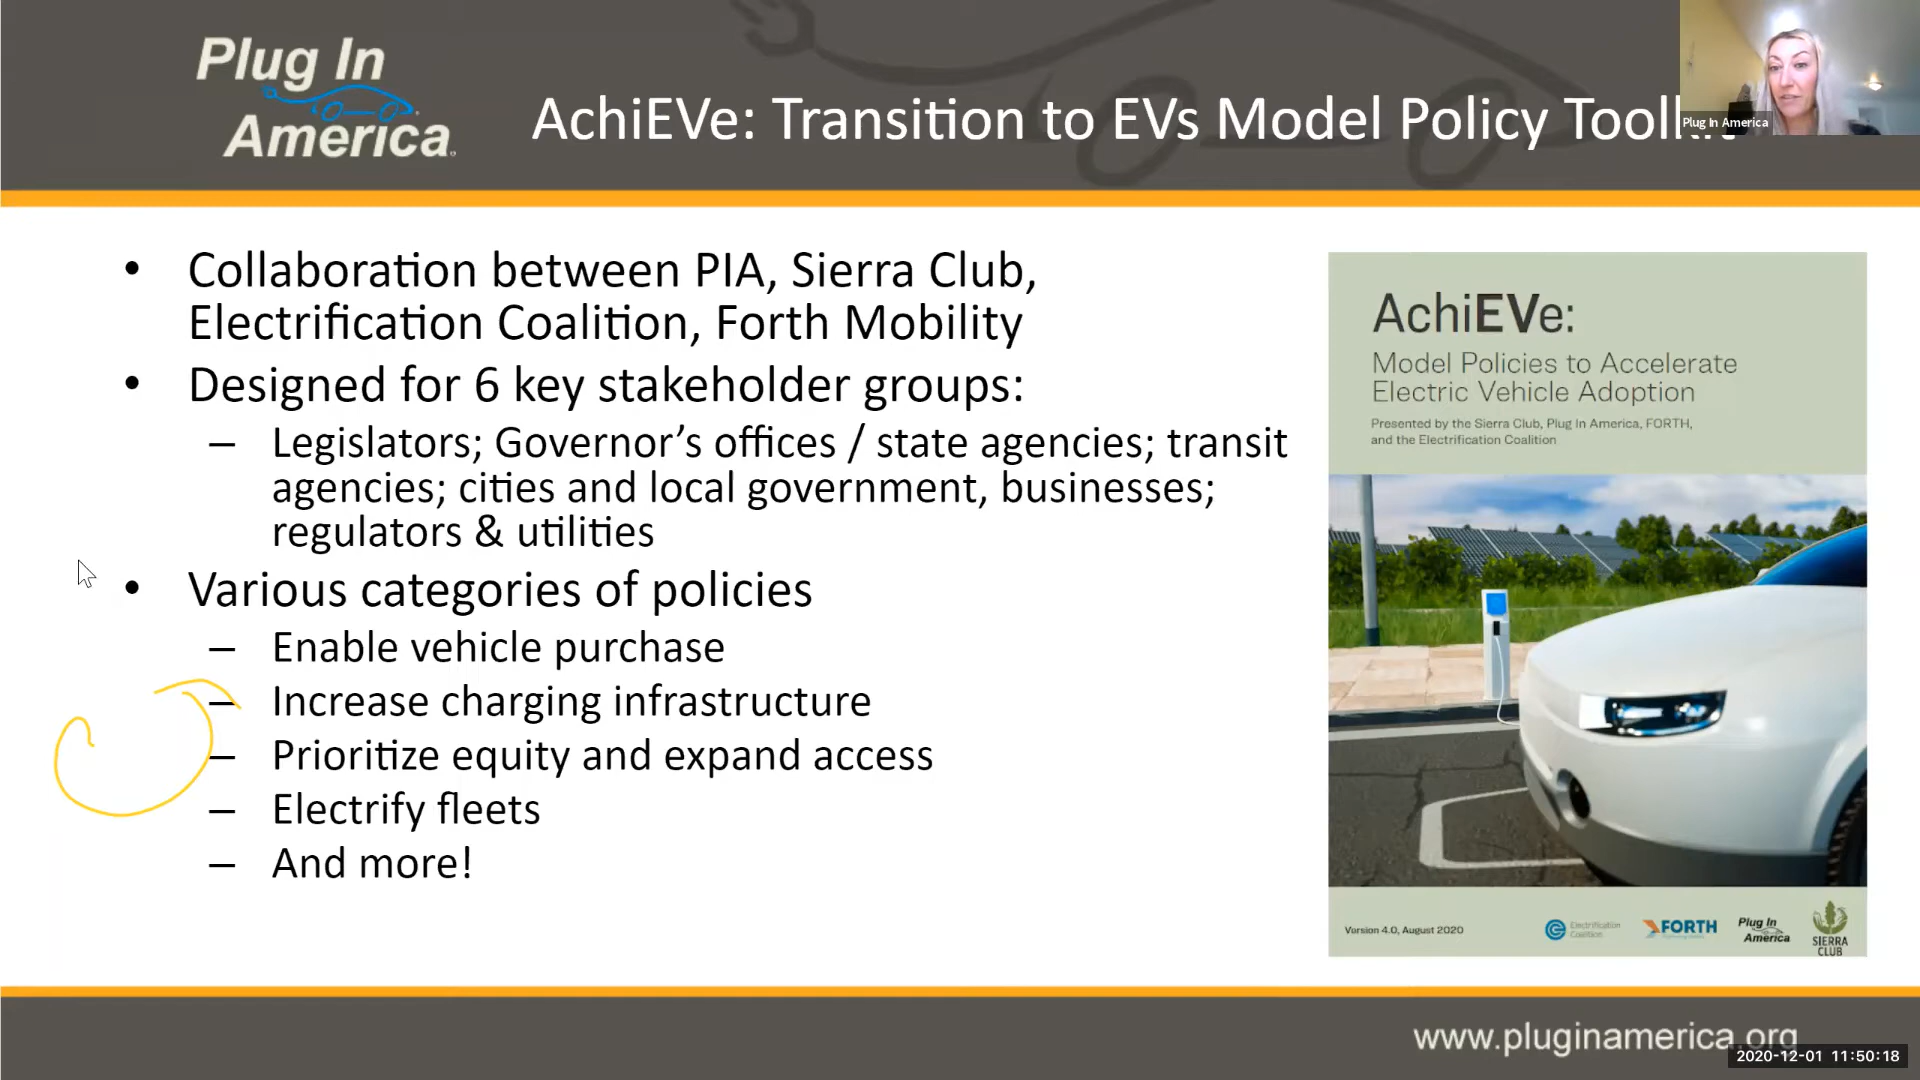 Plug In
America
AchiEVe: Transition to EVs Model Policy Toolkit
Plug In America
• Collaboration between PIA, Sierra Club,
Electrification Coalition, Forth Mobility
• Designed for 6 key stakeholder groups:
– Legislators; Governor’s offices / state agencies; transit
agencies; cities and local government, businesses;
regulators & utilities
• Various categories of policies
– Enable vehicle purchase
– Increase charging infrastructure
– Prioritize equity and expand access
– Electrify fleets
– And more!
AchiEVe:
Model Policies to Accelerate
Electric Vehicle Adoption
Presented by the Sierra Club, Plug In America, FORTH,
and the Electrification Coalition
Version 4.0, August 2020
Electrification
Coalition
FORTH
Plug In
America
SIERRA
CLUB
www.pluginamerica.org
2020-12-01 11:50:18